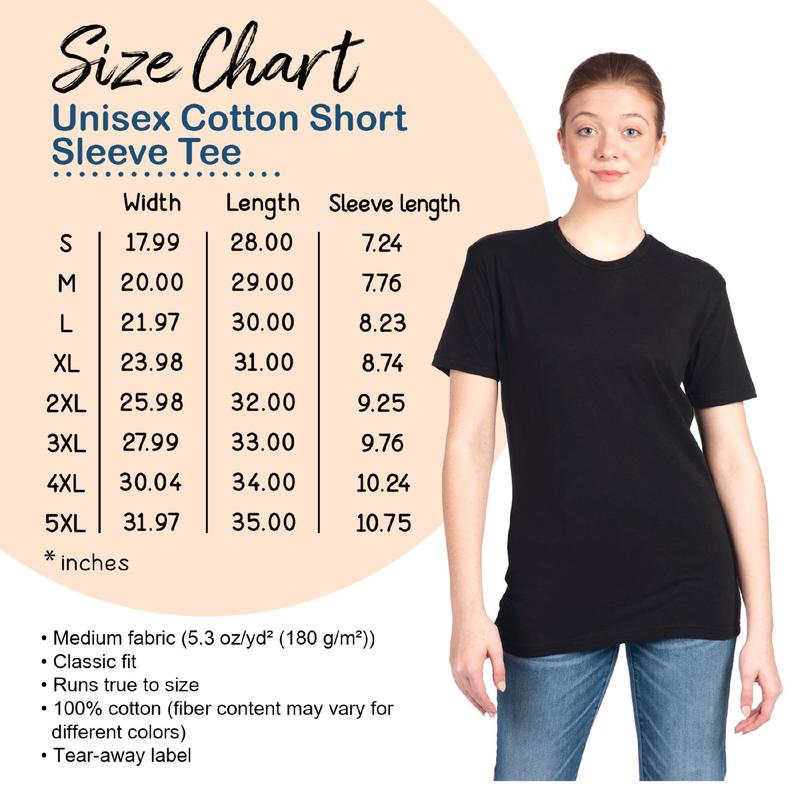 Size Chart
Unisex Cotton Short
Sleeve Tee
Width Length Sleeve length
S 17.99 28.00 7.24
M 20.00 29.00 7.76
L 21.97 30.00 8.23
XL 23.98 31.00 8.74
2XL 25.98 32.00 9.25
3XL 27.99 33.00 9.76
4XL 30.04 34.00 10.24
5XL 31.97 35.00 10.75
* inches
• Medium fabric (5.3 oz/yd² (180 g/m²))
• Classic fit
• Runs true to size
• 100% cotton (fiber content may vary for
different colors)
• Tear-away label